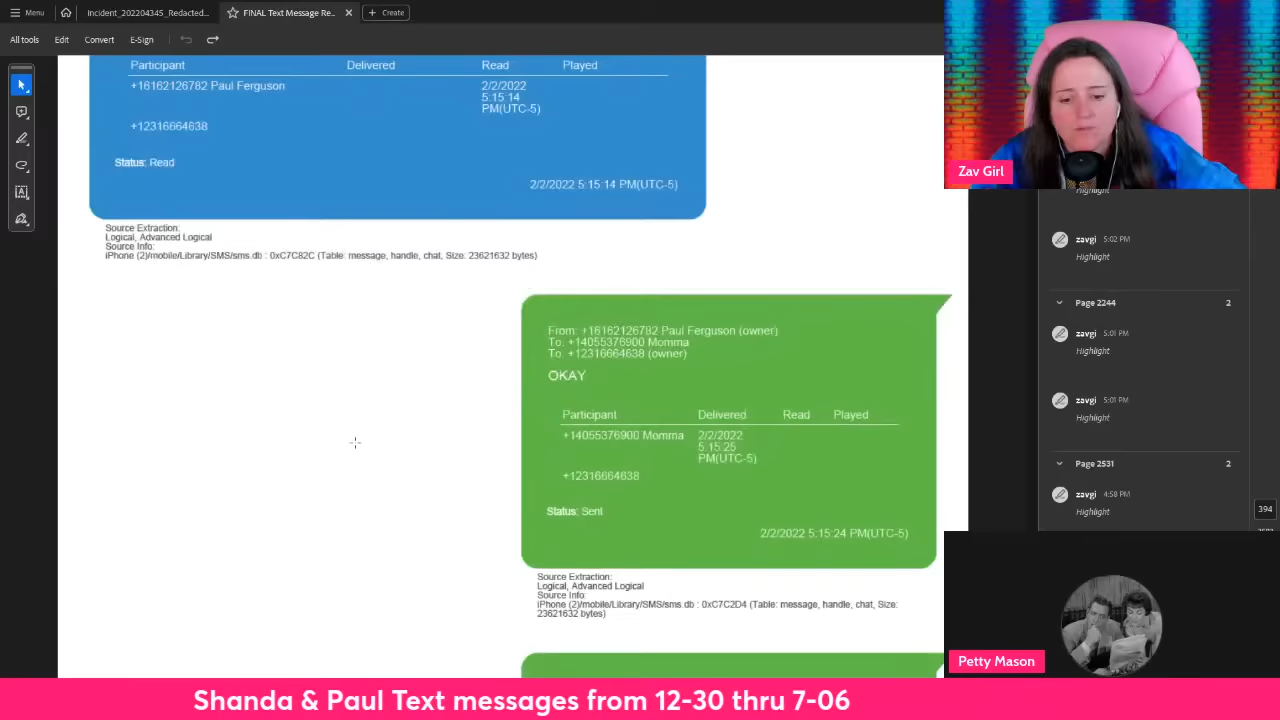 Menu
Incident_202204345_Redacted...
FINAL Text Message Re...
Create
All tools Edit Convert E-Sign
Participant Delivered Read Played
+16162126782 Paul Ferguson 2/2/2022
5:15:14
PM(UTC-5)
+12316664638
Status: Read
2/2/2022 5:15:14 PM(UTC-5)
Source Extraction:
Logical, Advanced Logical
Source Info:
iPhone (2)/mobile/Library/SMS/sms.db : 0xC7C82C (Table: message, handle, chat, Size: 23621632 bytes)
From: +16162126782 Paul Ferguson (owner)
To: +14055376900 Momma
To: +12316664638 (owner)
OKAY
Participant Delivered Read Played
+14055376900 Momma 2/2/2022
5:15:25
PM(UTC-5)
+12316664638
Status: Sent
2/2/2022 5:15:24 PM(UTC-5)
Source Extraction:
Logical, Advanced Logical
Source Info:
iPhone (2)/mobile/Library/SMS/sms.db : 0xC7C2D4 (Table: message, handle, chat, Size:
23621632 bytes)
Zav Girl
Highlight
zavgi 5:02 PM
Highlight
Page 2244 2
zavgi 5:01 PM
Highlight
zavgi 5:01 PM
Highlight
Page 2531 2
zavgi 4:58 PM
Highlight
394
Petty Mason
Shanda & Paul Text messages from 12-30 thru 7-06